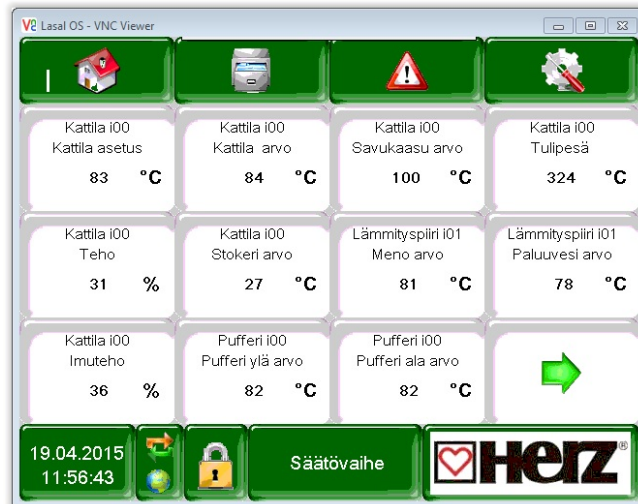 Lasal OS - VNC Viewer
Kattila i00
Kattila asetus
83 °C
Kattila i00
Kattila arvo
84 °C
Kattila i00
Savukaasu arvo
100 °C
Kattila i00
Tulipesä
324 °C
Kattila i00
Teho
31 %
Kattila i00
Stokeri arvo
27 °C
Lämmityspiiri i01
Meno arvo
81 °C
Lämmityspiiri i01
Paluuvesi arvo
78 °C
Kattila i00
Imuteho
36 %
Pufferi i00
Pufferi ylä arvo
82 °C
Pufferi i00
Pufferi ala arvo
82 °C
19.04.2015
11:56:43
Säätövaihe
HERZ®